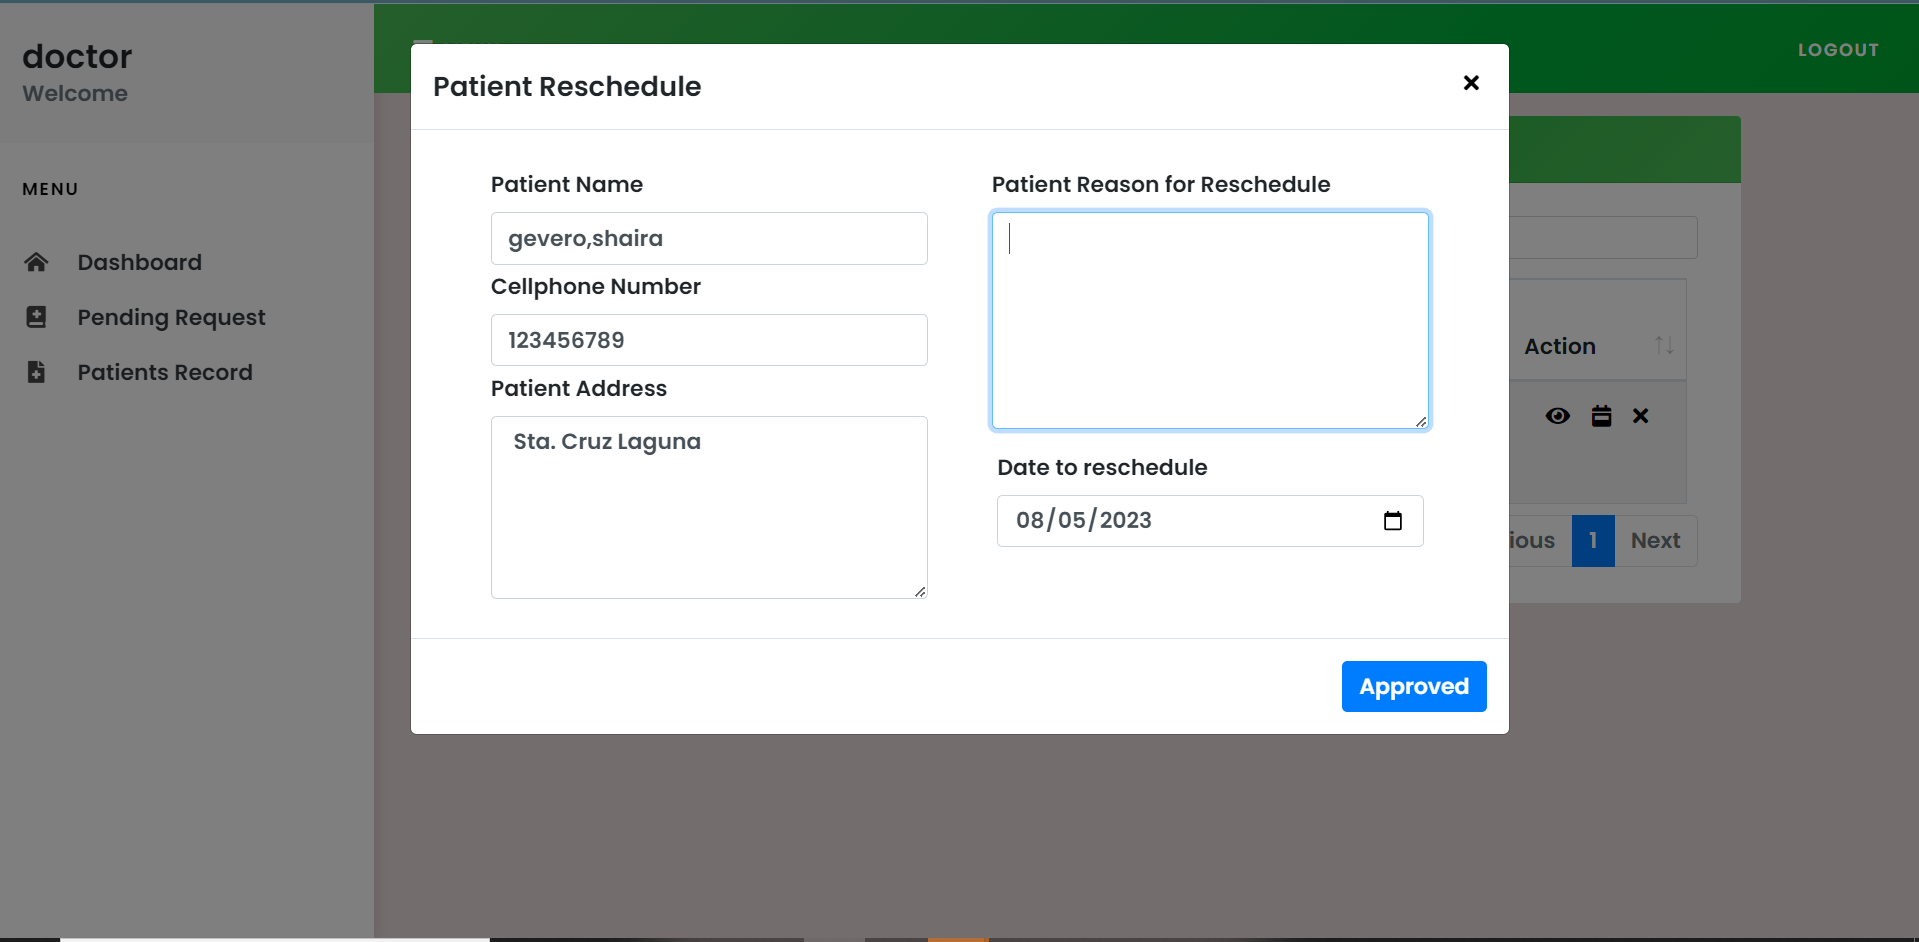 doctor
Welcome
MENU
Dashboard
Pending Request
Patients Record
LOGOUT
Patient Reschedule
Patient Name
gevero,shaira
Cellphone Number
123456789
Patient Address
Sta. Cruz Laguna
Patient Reason for Reschedule
Date to reschedule
08/05/2023
Approved
Action
ious
1
Next